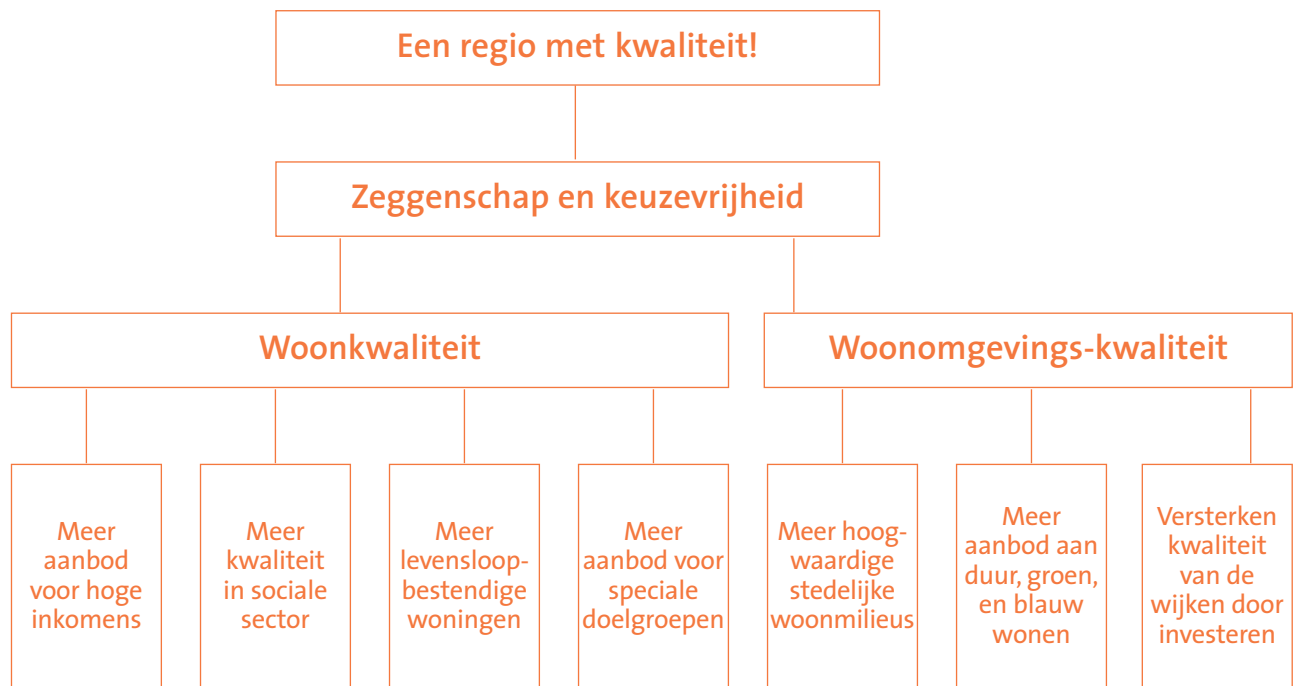 Een regio met kwaliteit!
Zeggenschap en keuzevrijheid
Woonkwaliteit
Woonomgevings-kwaliteit
Meer
aanbod
voor hoge
inkomens
Meer
kwaliteit
in sociale
sector
Meer
levensloop-
bestendige
woningen
Meer
aanbod voor
speciale
doelgroepen
Meer hoog-
waardige
stedelijke
woonmilieus
Meer
aanbod aan
duur, groen,
en blauw
wonen
Versterken
kwaliteit
van de
wijken door
investeren